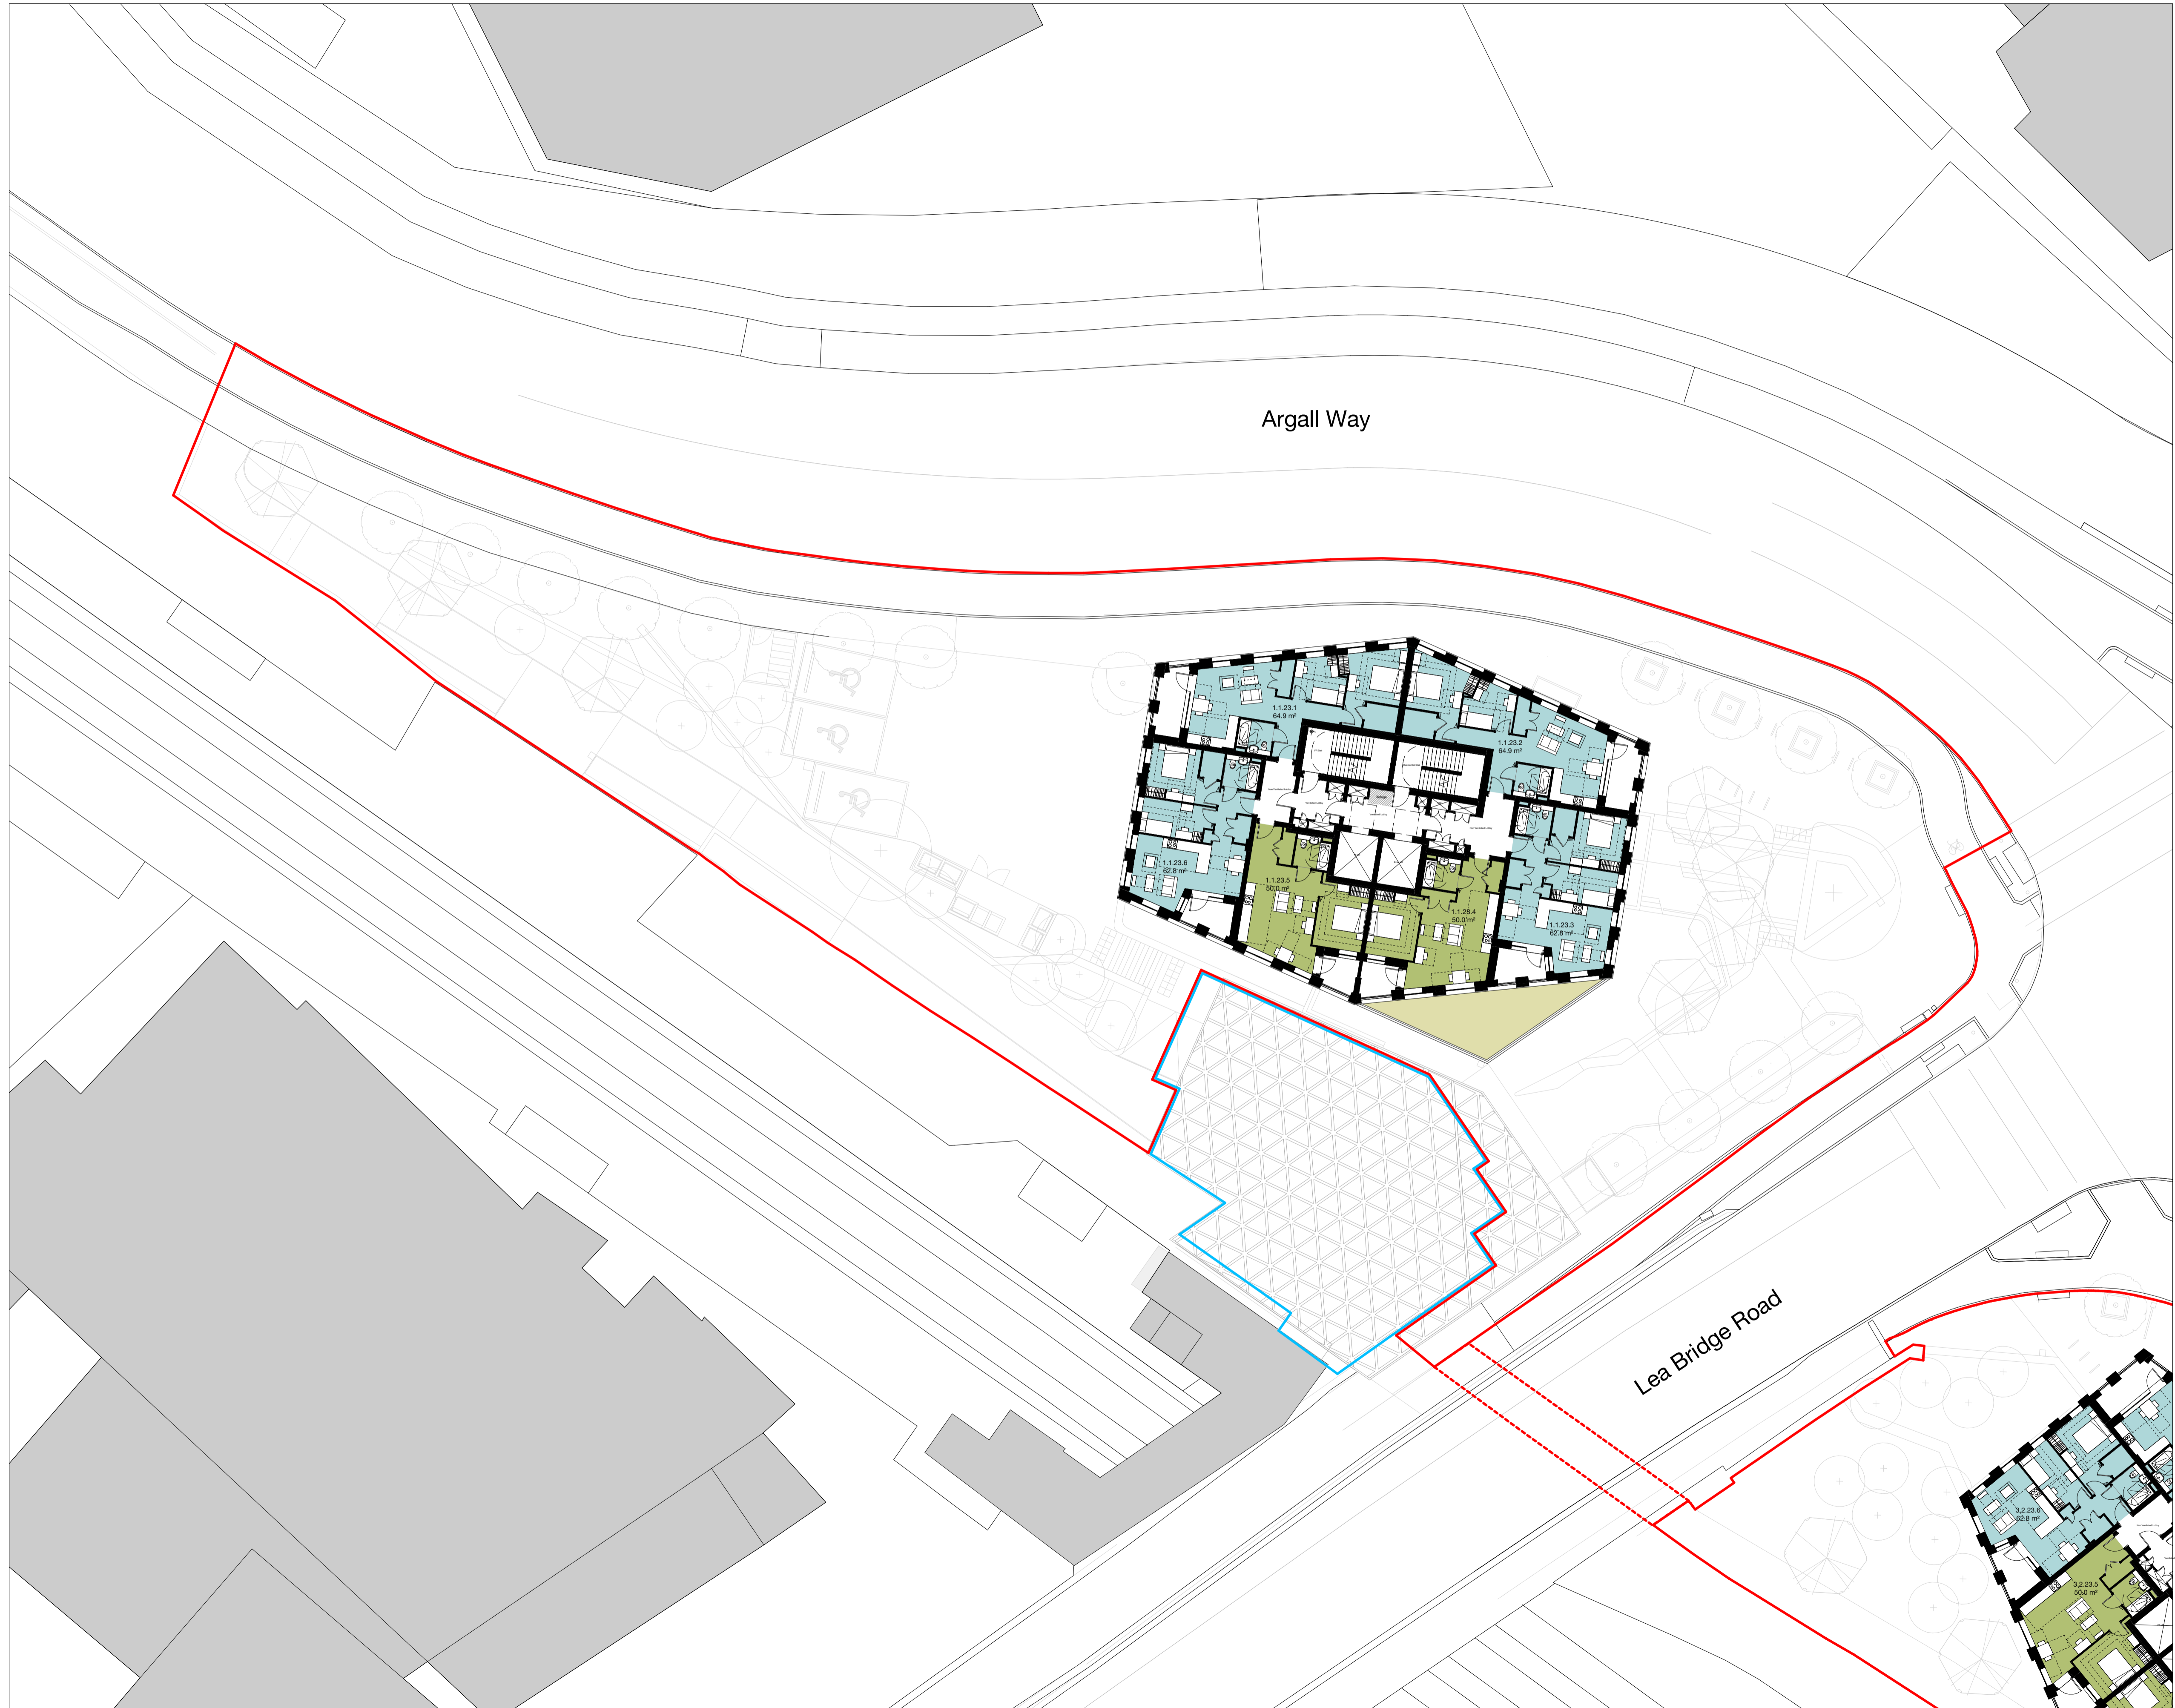 Argall Way
1.1.23.1
64.9 m²
1.1.23.2
64.9 m²
1.1.23.6
62.8 m²
1.1.23.5
50.0 m²
1.1.23.4
50.0 m²
1.1.23.3
62.8 m²
Lea Bridge Road
3.2.23.6
62.8 m²
3.2.23.5
50.0 m²